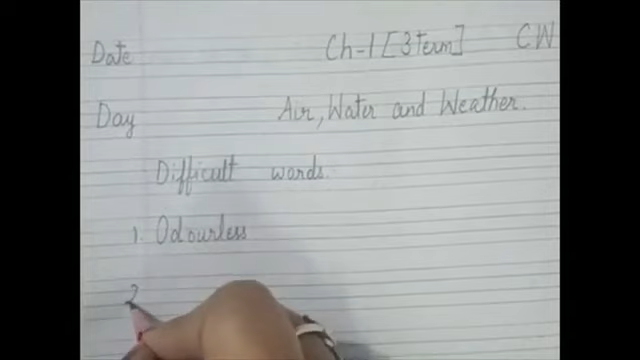 Date Ch-1 [3 term] CW
Day Air, Water and Weather.
Difficult words.
1. Odourless
2